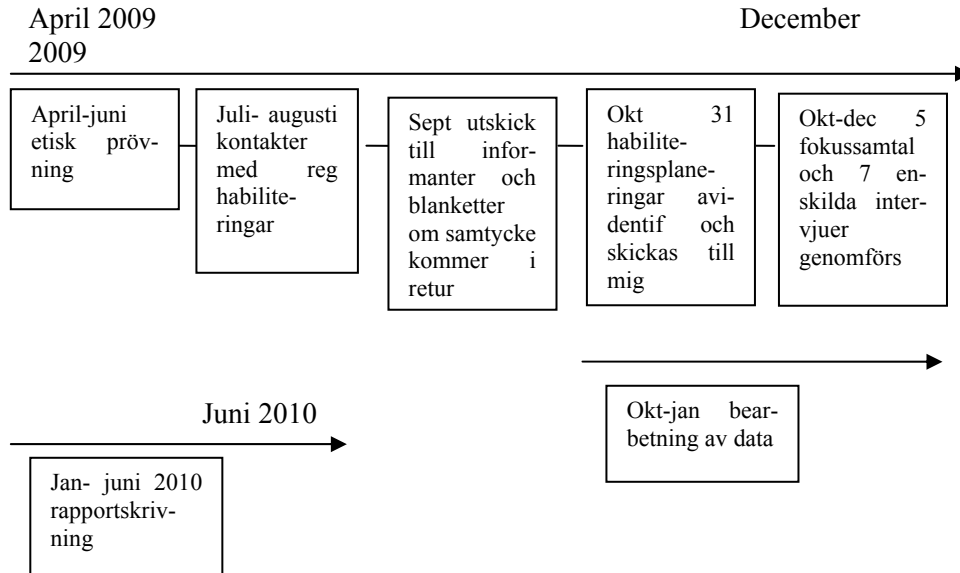 April 2009 December
2009
April-juni
etisk pröv-
ning
Juli- augusti
kontakter
med reg
habilite-
ringar
Sept utskick
till infor-
manter och
blanketter
om samtycke
kommer i
retur
Okt 31
habilite-
ringsplane-
ringar avi-
dentif och
skickas till
mig
Okt-dec 5
fokussamtal
och 7 en-
skilda inter-
vjuer
genomförs
Okt-jan bear-
betning av data
Juni 2010
Jan- juni 2010
rapportskriv-
ning